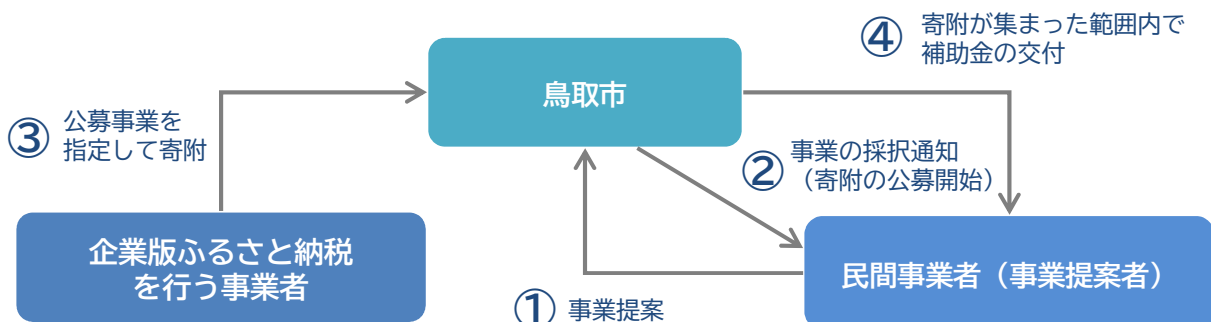 ④ 寄附が集まった範囲内で
補助金の交付
鳥取市
③ 公募事業を
指定して寄附
② 事業の採択通知
（寄附の公募開始）
企業版ふるさと納税
を行う事業者
民間事業者（事業提案者）
① 事業提案